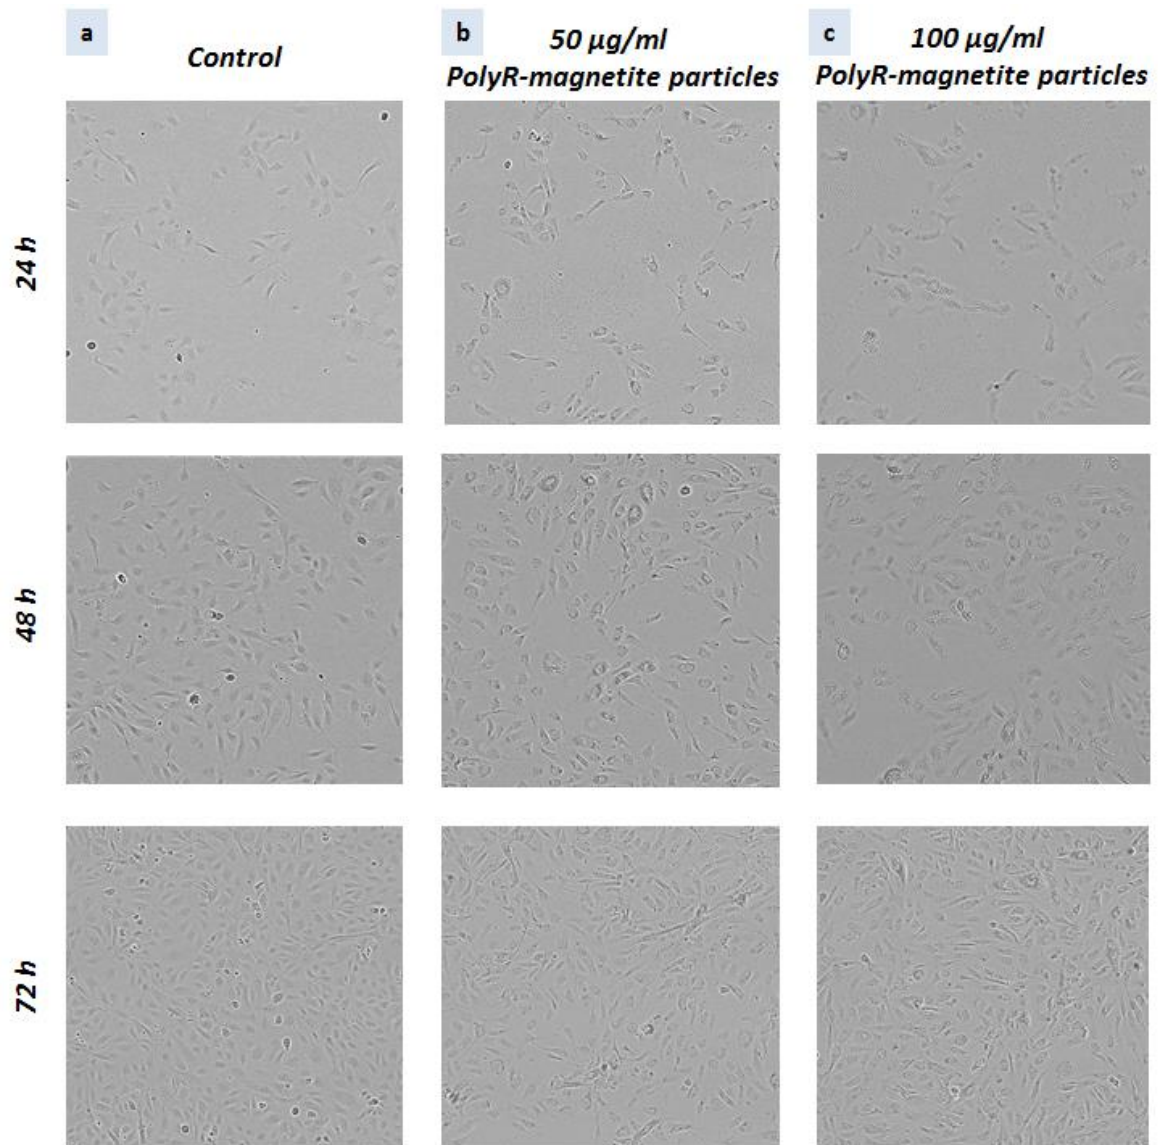 a
Control
b
50 µg/ml
PolyR-magnetite particles
c
100 µg/ml
PolyR-magnetite particles
24 h
48 h
72 h